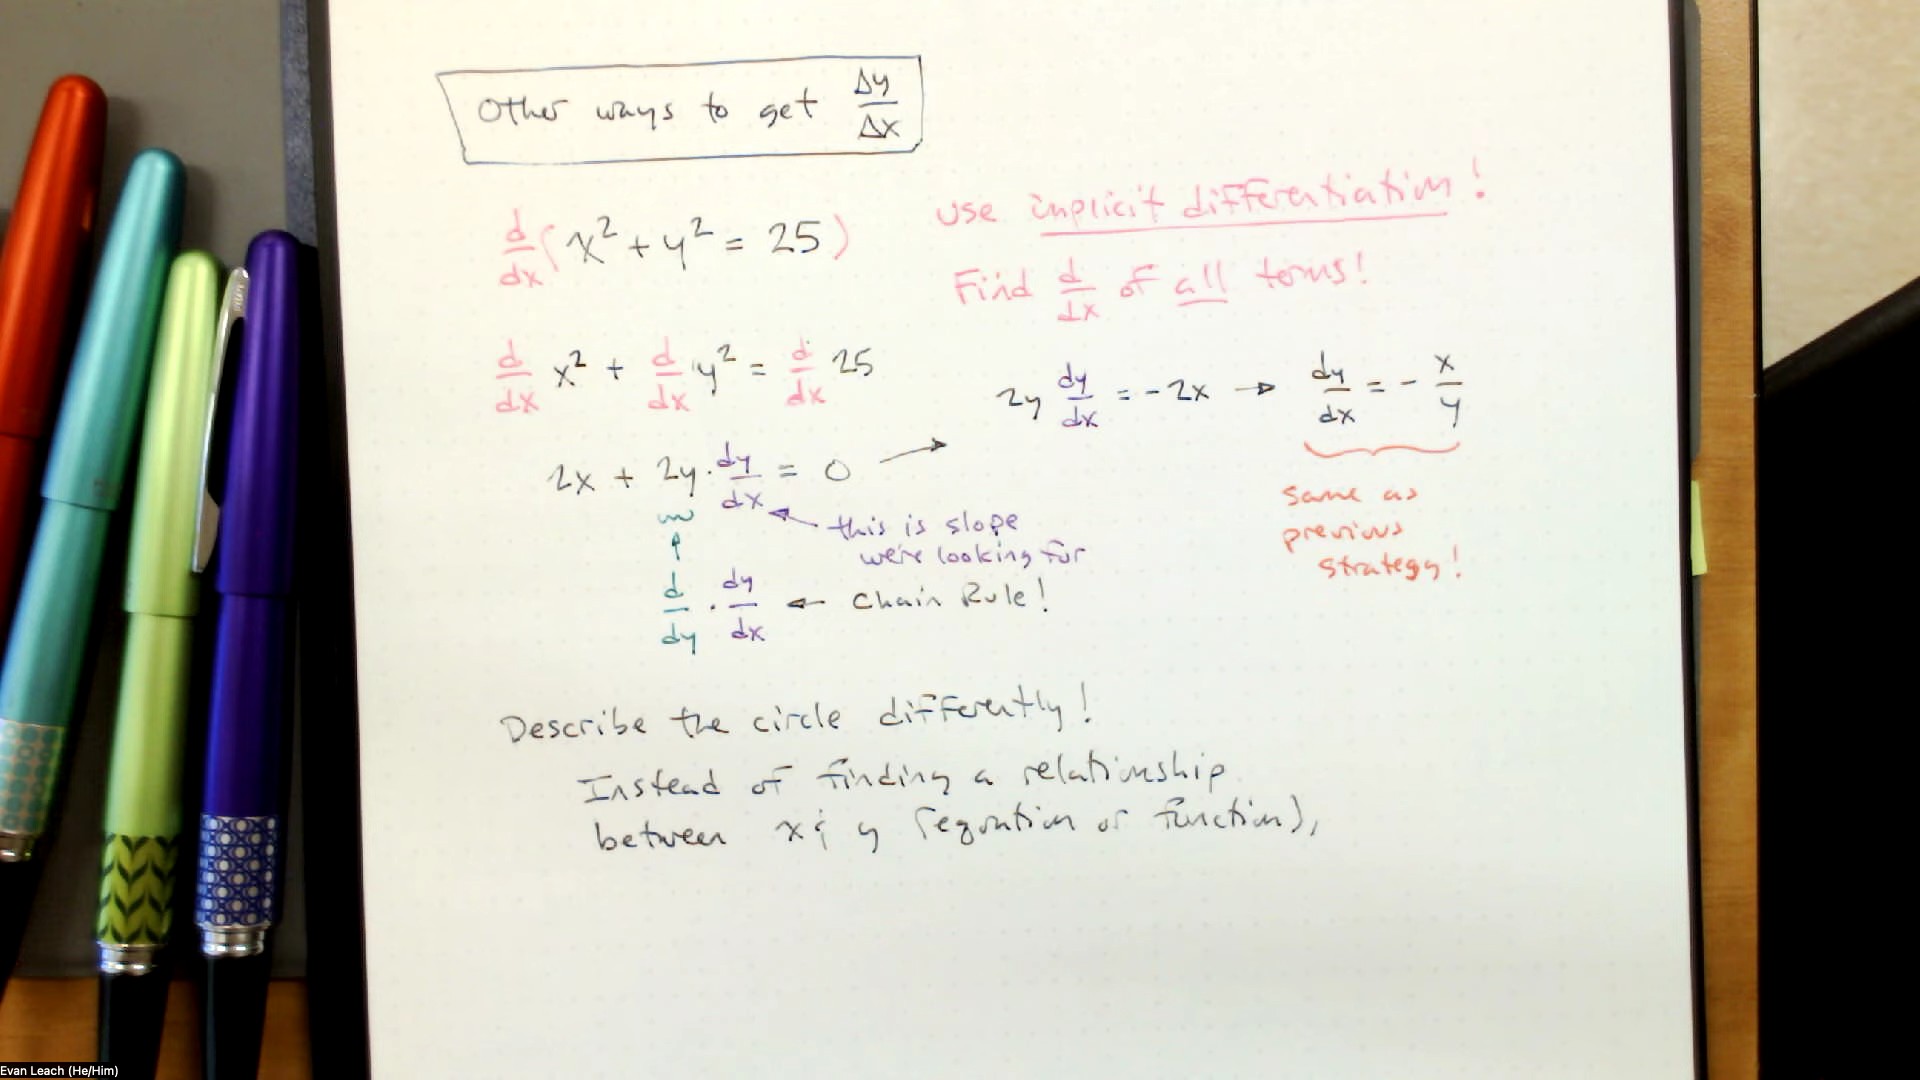 Other ways to get Δy/Δx
d/dx (x² + y² = 25)
Use implicit differentiation!
Find d/dx of all terms!
d/dx x² + d/dx y² = d/dx 25
2x + 2y · dy/dx = 0
2y dy/dx = -2x → dy/dx = - x/y
same as
previous
strategy!
this is slope
we're looking for
d/dy · dy/dx ← Chain Rule!
Describe the circle differently!
Instead of finding a relationship
between x & y (equation or function),
Evan Leach (He/Him)